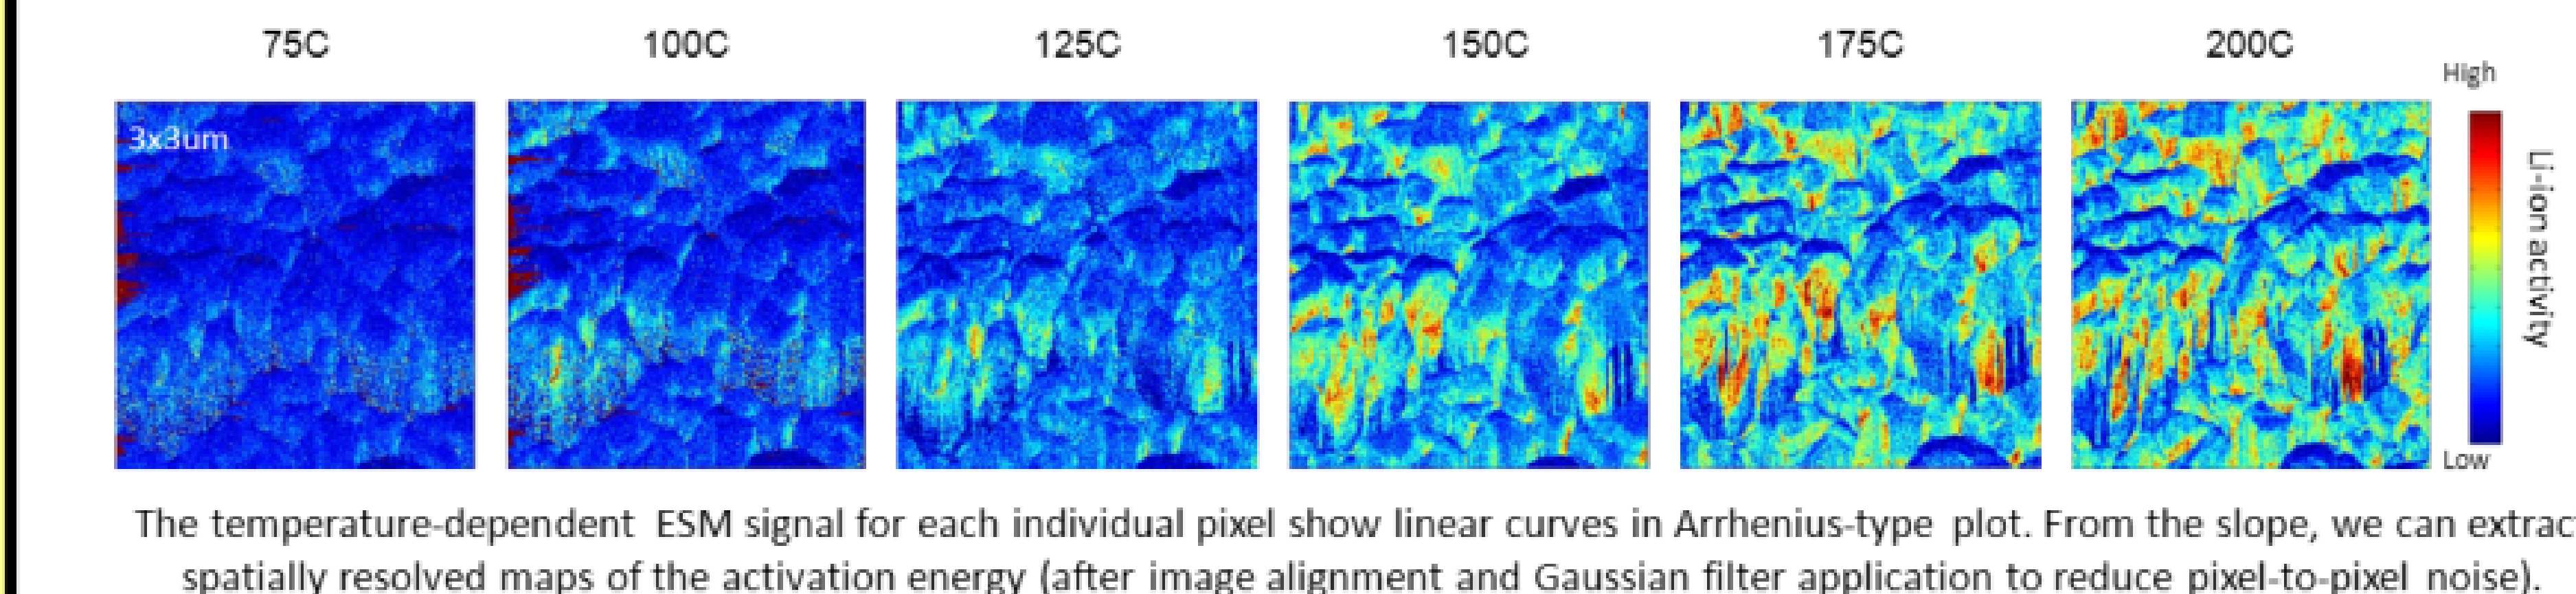 75C 100C 125C 150C 175C 200C
High
3x3um
Li-ion activity
Low
The temperature-dependent ESM signal for each individual pixel show linear curves in Arrhenius-type plot. From the slope, we can extrac
spatially resolved maps of the activation energy (after image alignment and Gaussian filter application to reduce pixel-to-pixel noise).